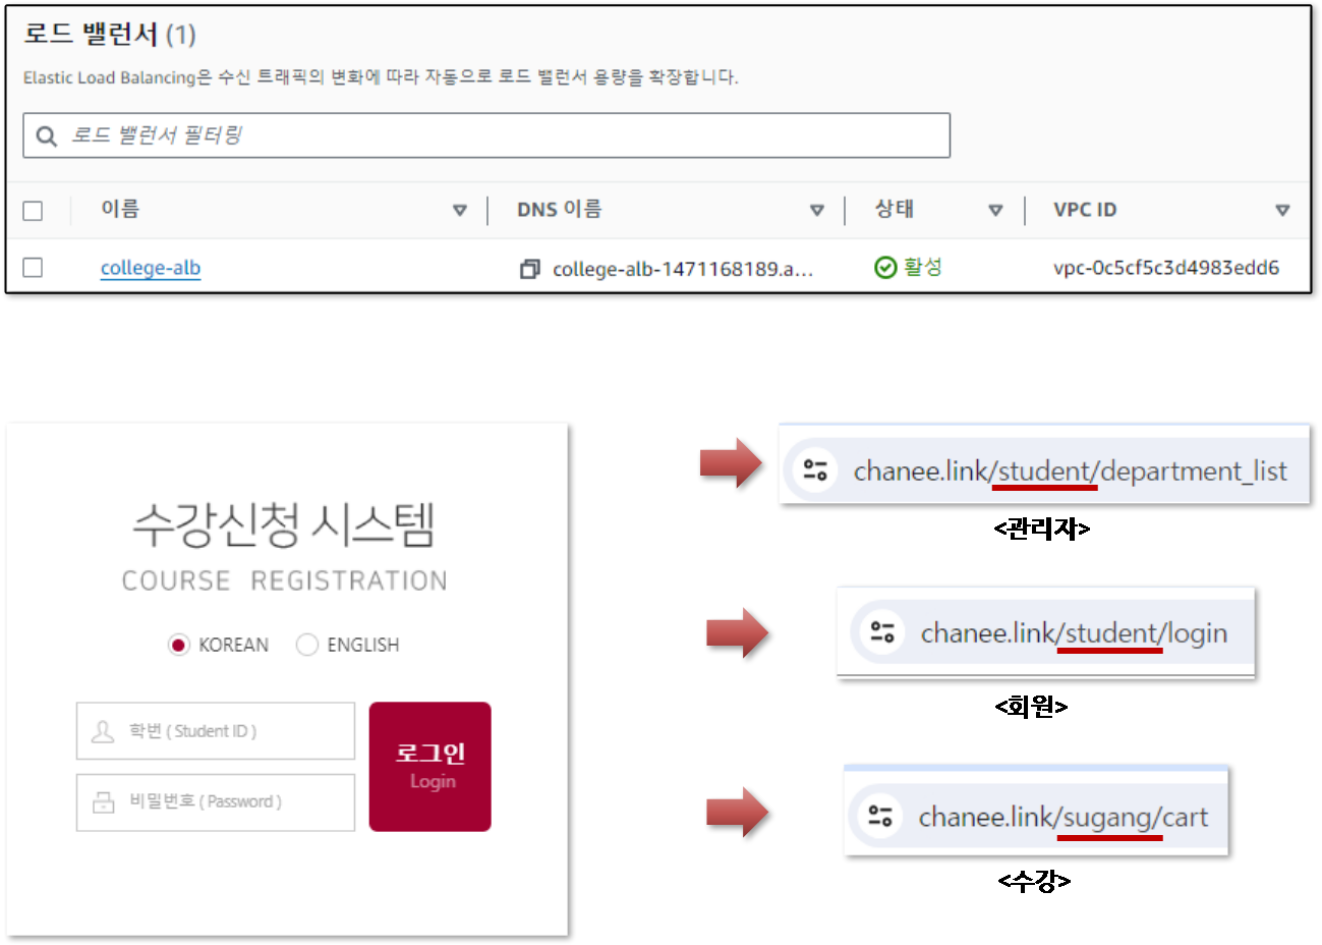 로드 밸런서 (1)
Elastic Load Balancing은 수신 트래픽의 변화에 따라 자동으로 로드 밸런서 용량을 확장합니다.
로드 밸런서 필터링
이름 DNS 이름 상태 VPC ID
college-alb college-alb-1471168189.a... 활성 vpc-0c5cf5c3d4983edd6
수강신청 시스템
COURSE REGISTRATION
KOREAN ENGLISH
학번 ( Student ID )
비밀번호 ( Password )
로그인
Login
chanee.link/student/department_list
<관리자>
chanee.link/student/login
<회원>
chanee.link/sugang/cart
<수강>